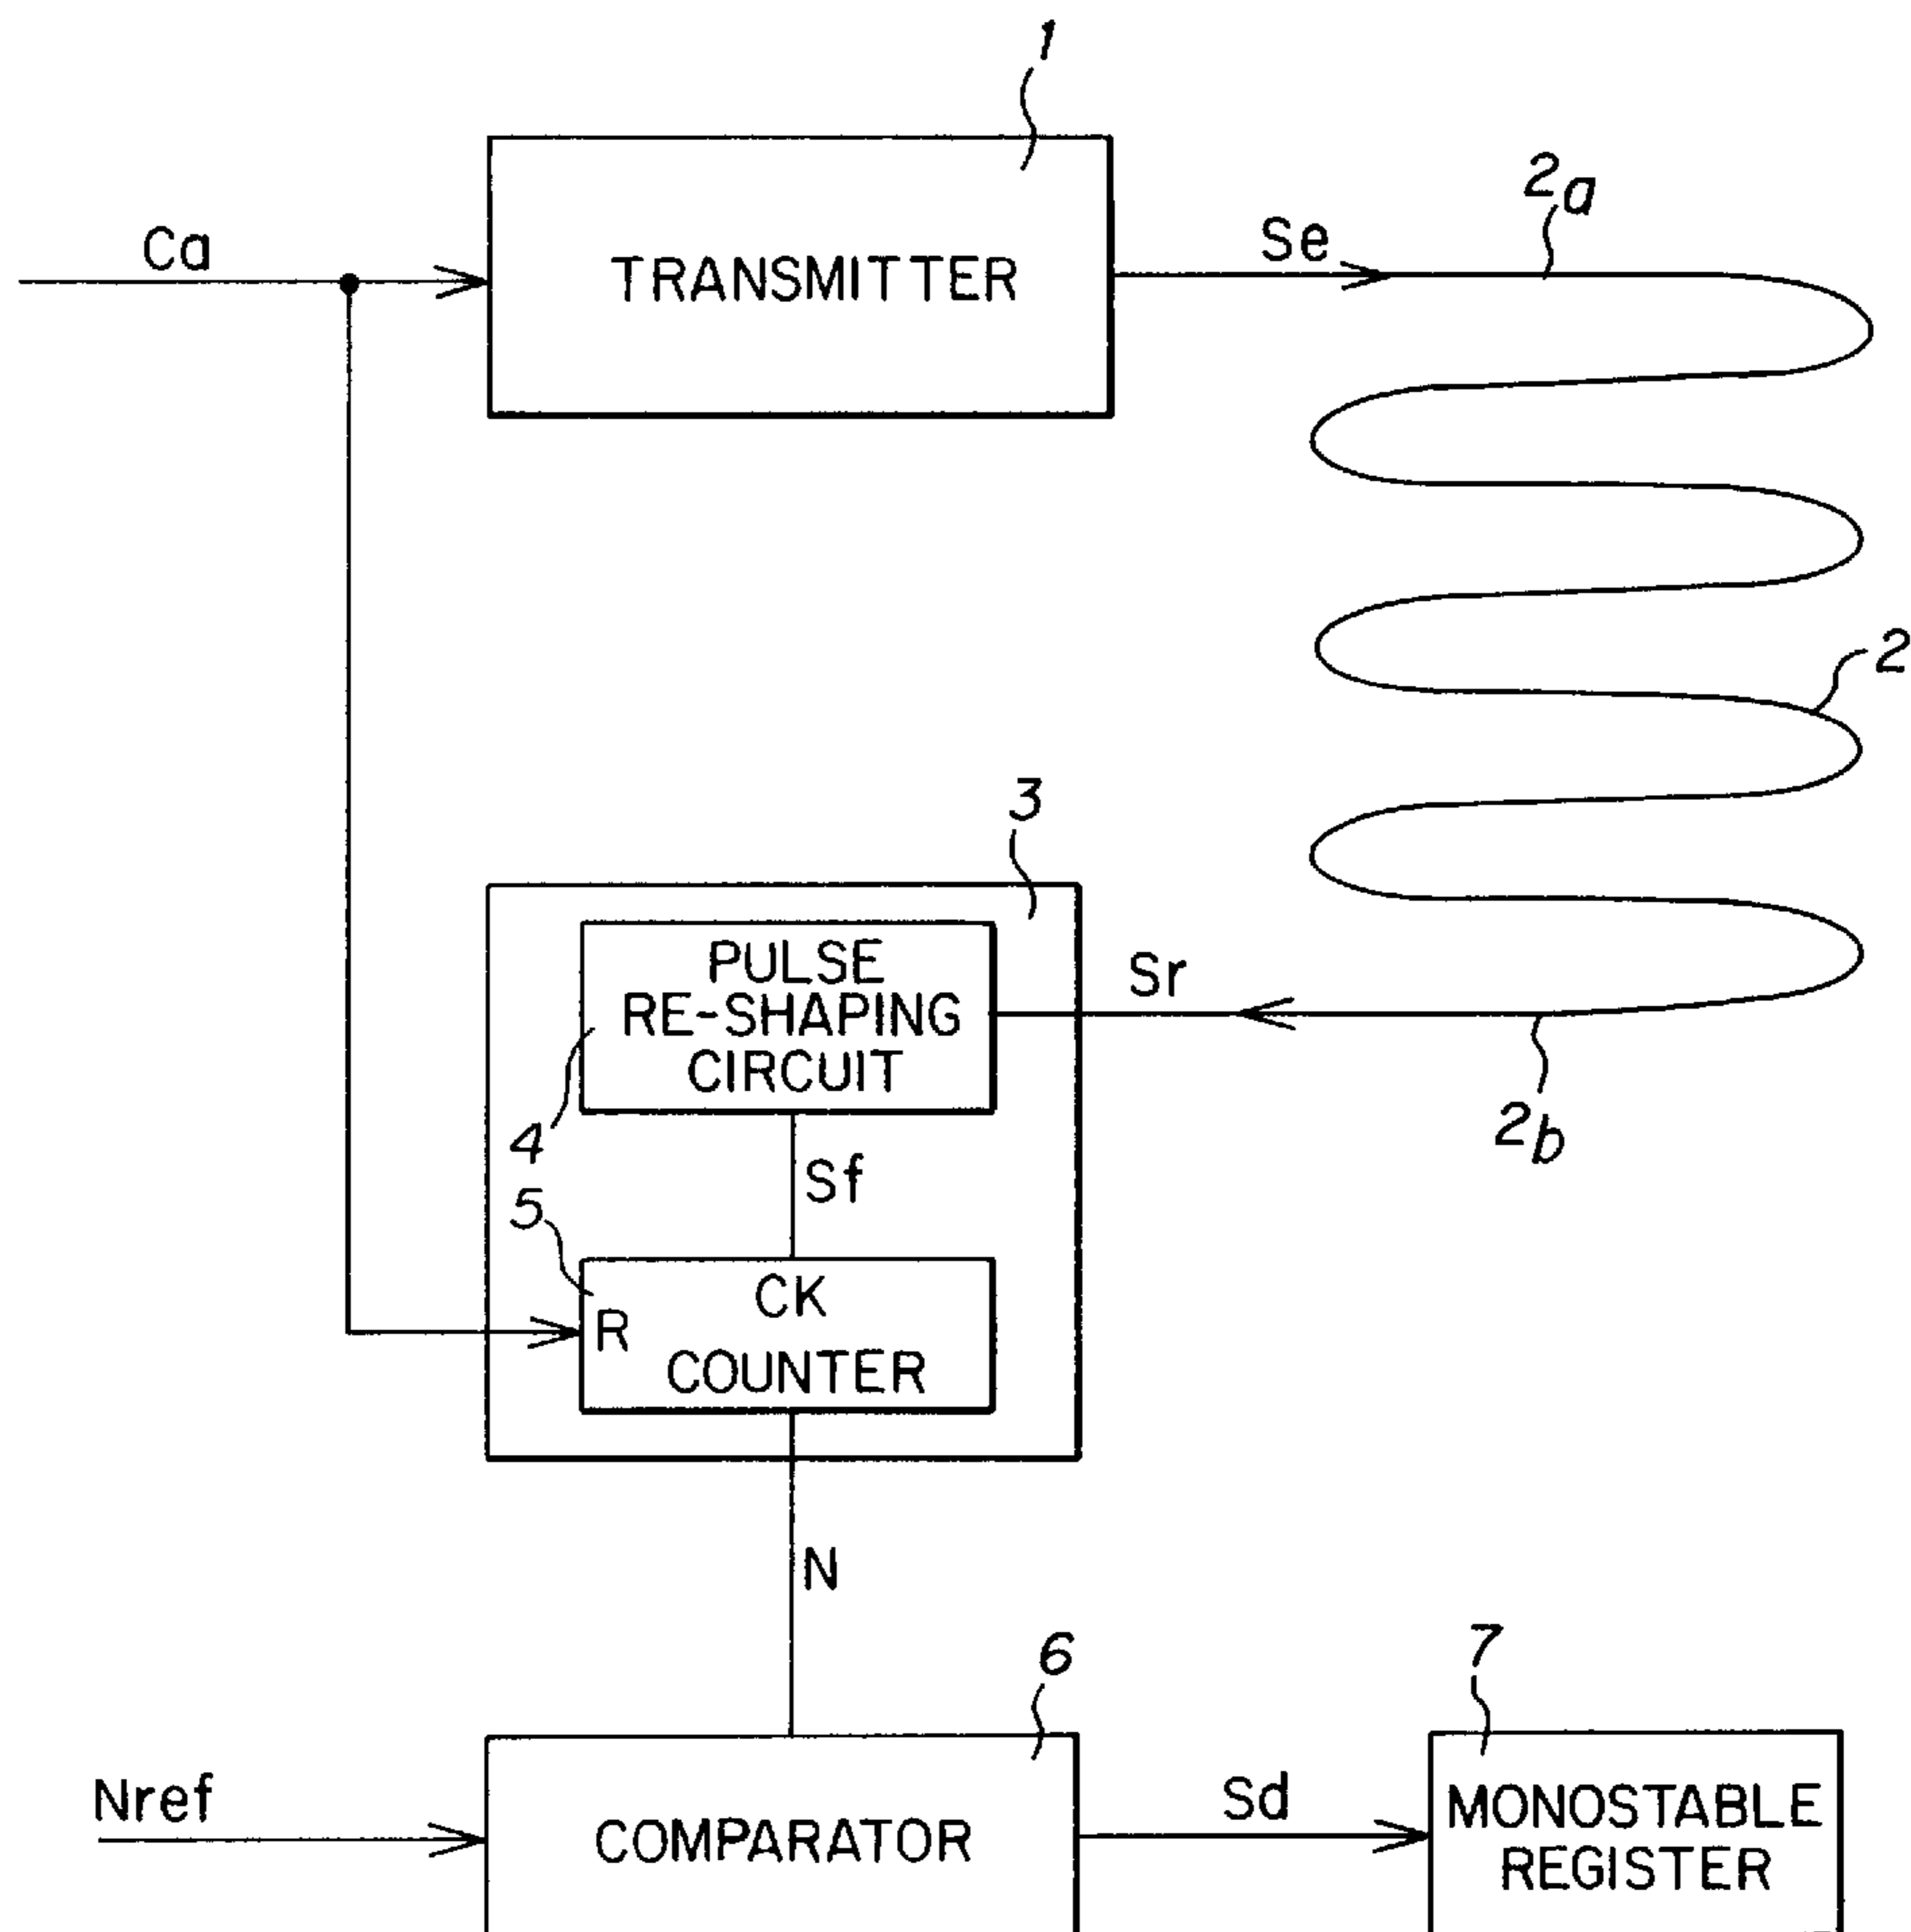 1
2a
Ca
Se
TRANSMITTER
2
3
PULSE
RE-SHAPING
CIRCUIT
Sr
4
2b
Sf
5
CK
R
COUNTER
N
6
7
Nref
Sd
COMPARATOR
MONOSTABLE
REGISTER